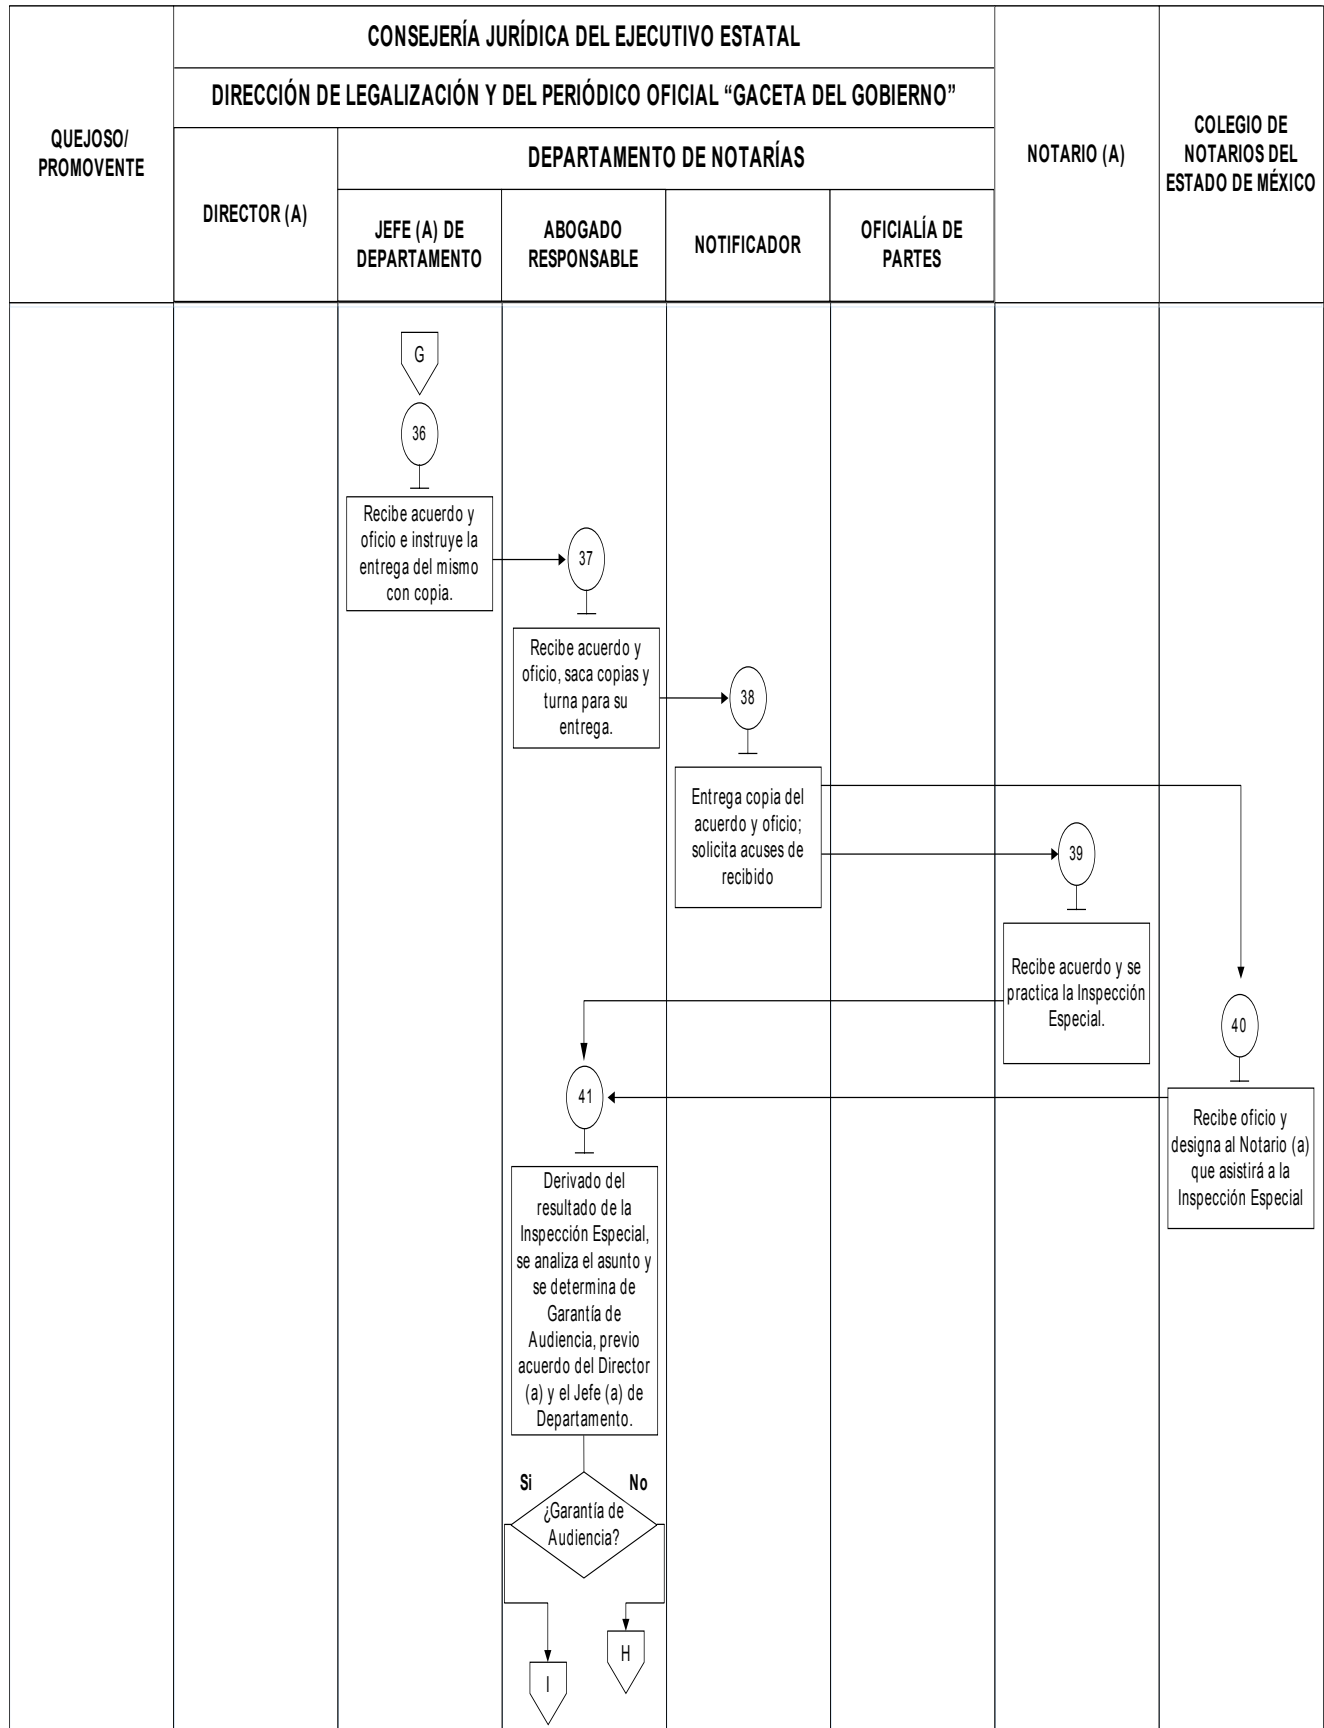 CONSEJERÍA JURÍDICA DEL EJECUTIVO ESTATAL
DIRECCIÓN DE LEGALIZACIÓN Y DEL PERIÓDICO OFICIAL “GACETA DEL GOBIERNO”
QUEJOSO/
PROMOVENTE
DIRECTOR (A)
DEPARTAMENTO DE NOTARÍAS
JEFE (A) DE
DEPARTAMENTO
ABOGADO
RESPONSABLE
NOTIFICADOR
OFICIALÍA DE
PARTES
NOTARIO (A)
COLEGIO DE
NOTARIOS DEL
ESTADO DE MÉXICO
G
36
Recibe acuerdo y
oficio e instruye la
entrega del mismo
con copia.
37
Recibe acuerdo y
oficio, saca copias y
turna para su
entrega.
38
Entrega copia del
acuerdo y oficio;
solicita acuses de
recibido
39
Recibe acuerdo y se
practica la Inspección
Especial.
40
Recibe oficio y
designa al Notario (a)
que asistirá a la
Inspección Especial
41
Derivado del
resultado de la
Inspección Especial,
se analiza el asunto y
se determina de
Garantía de
Audiencia, previo
acuerdo del Director
(a) y el Jefe (a) de
Departamento.
Si
No
¿Garantía de
Audiencia?
H
I